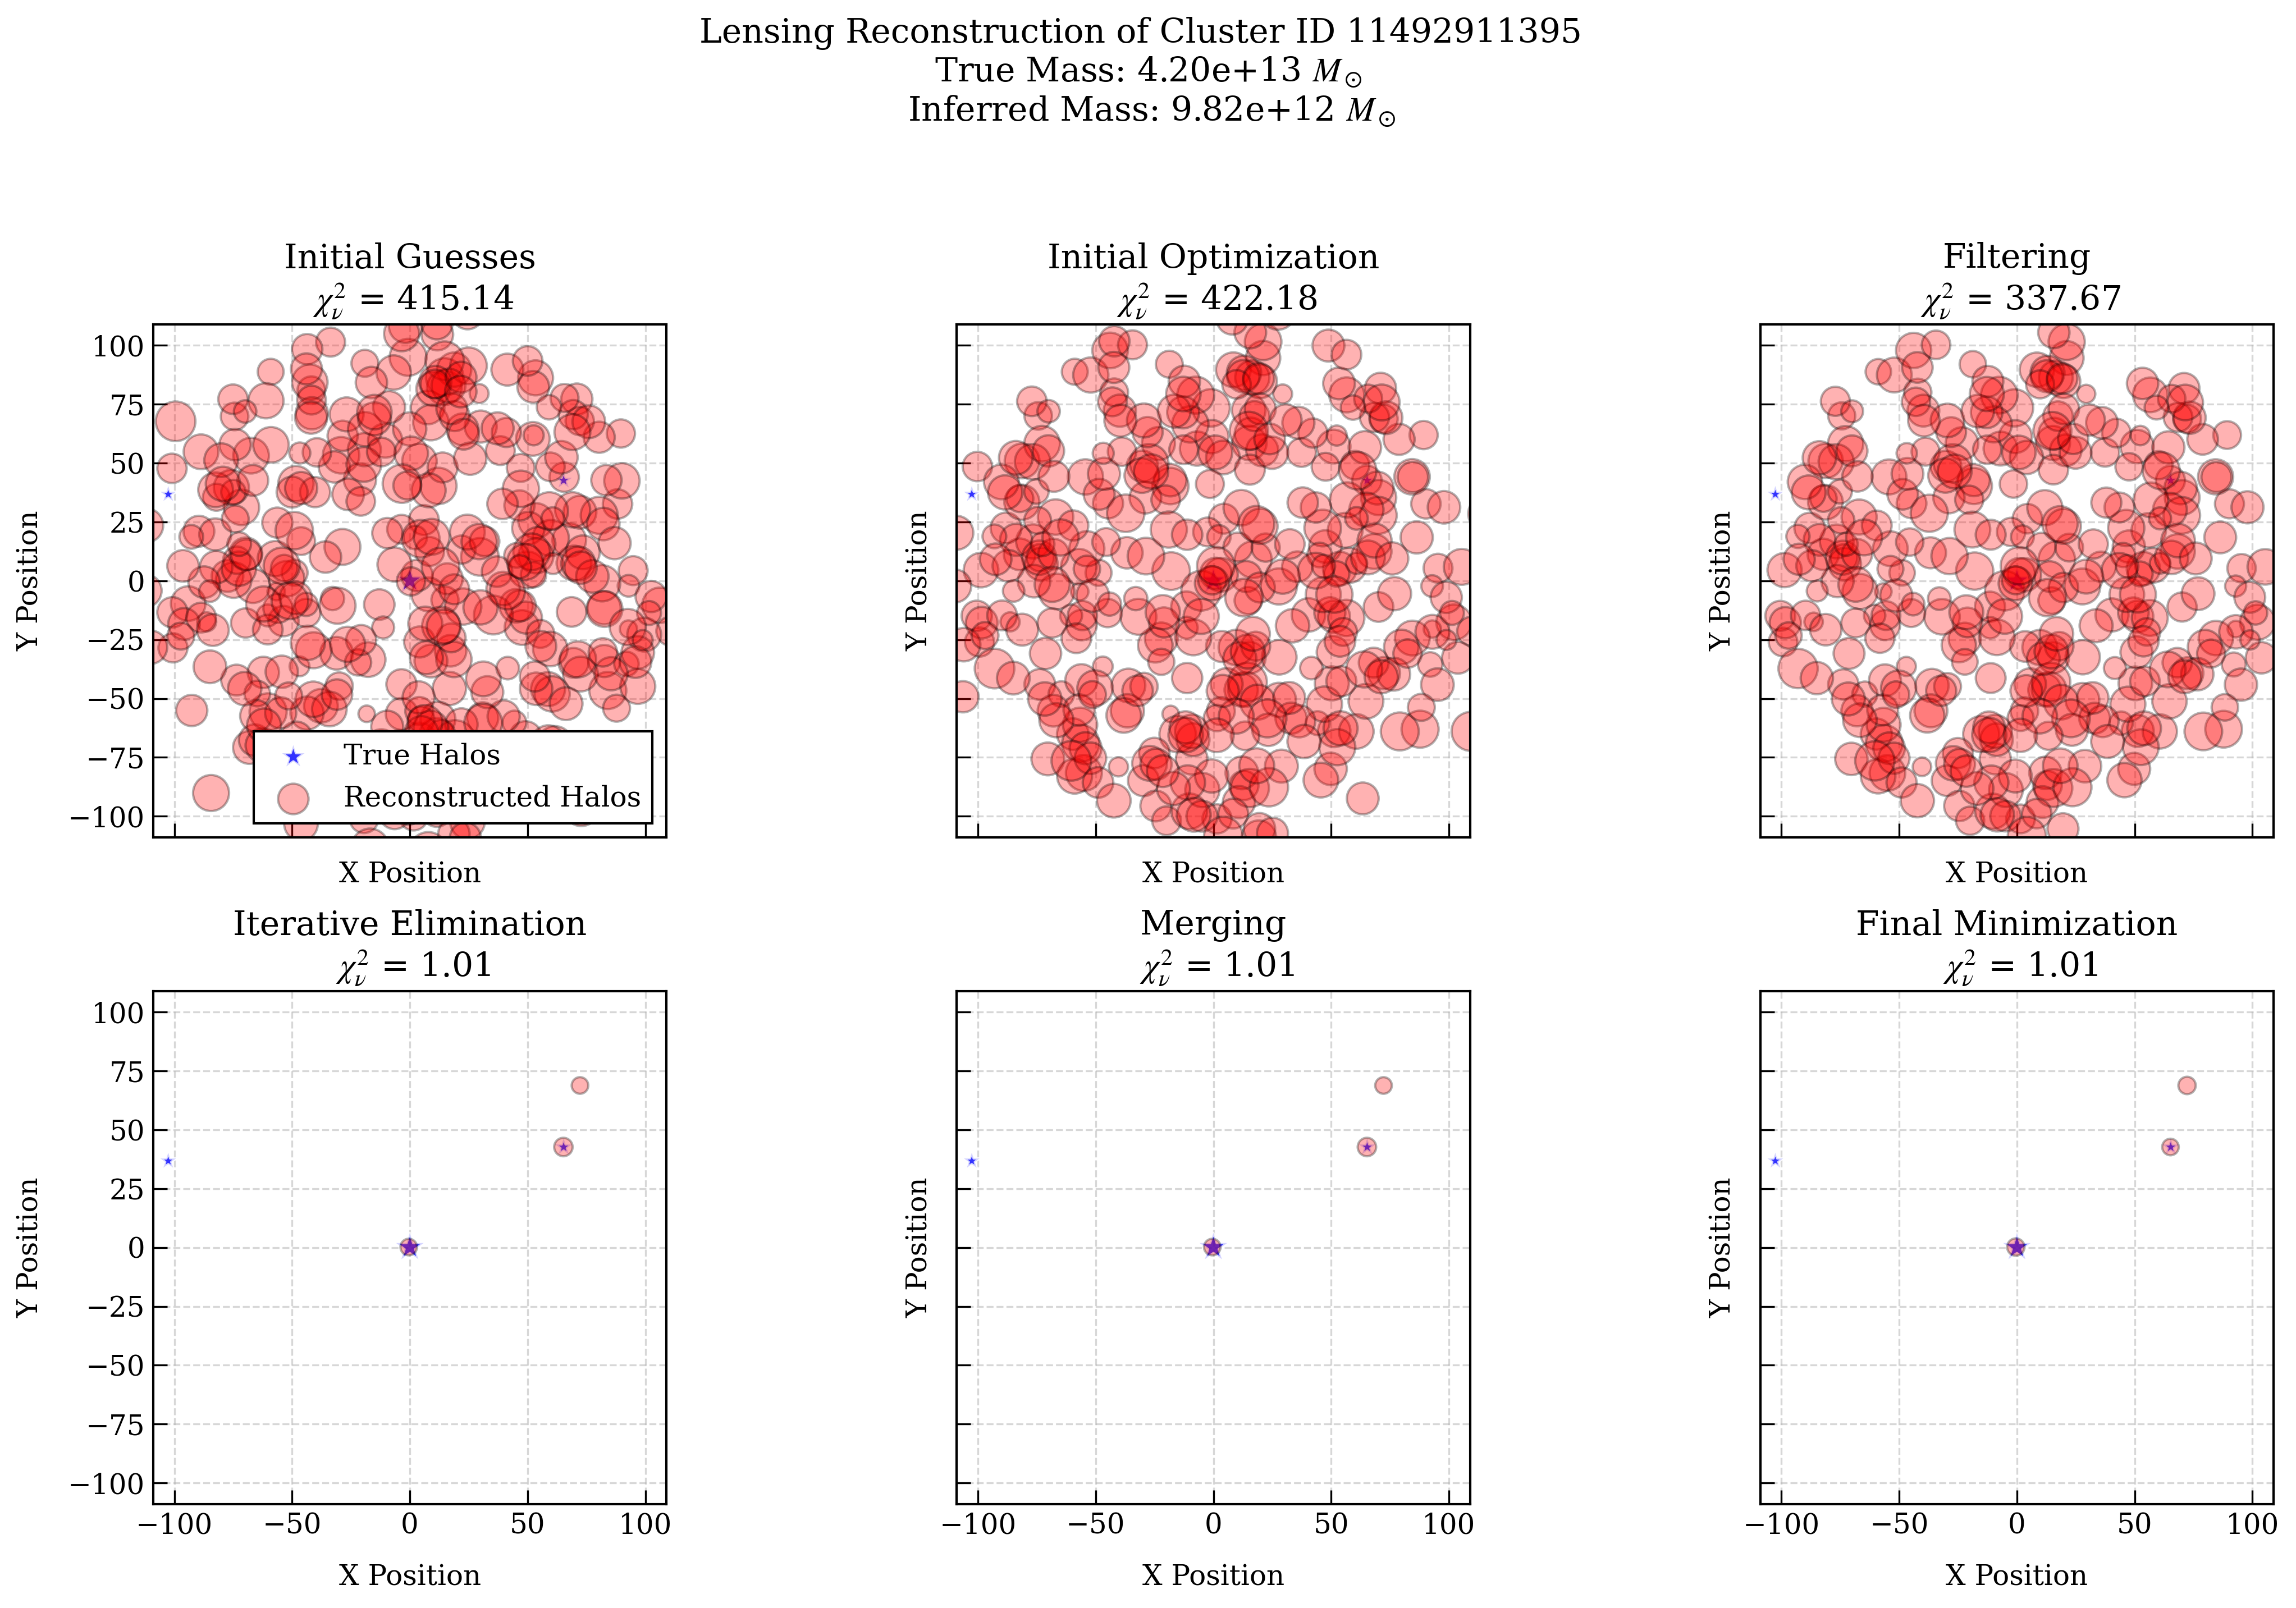 Lensing Reconstruction of Cluster ID 11492911395
True Mass: 4.20e+13 M⊙
Inferred Mass: 9.82e+12 M⊙
Initial Guesses
χ²ν = 415.14
Initial Optimization
χ²ν = 422.18
Filtering
χ²ν = 337.67
100
75
50
25
0
−25
−50
−75
−100
Y Position
Y Position
Y Position
True Halos
Reconstructed Halos
X Position
X Position
X Position
Iterative Elimination
χ²ν = 1.01
Merging
χ²ν = 1.01
Final Minimization
χ²ν = 1.01
100
75
50
25
0
−25
−50
−75
−100
Y Position
Y Position
Y Position
−100 −50 0 50 100
−100 −50 0 50 100
−100 −50 0 50 100
X Position
X Position
X Position